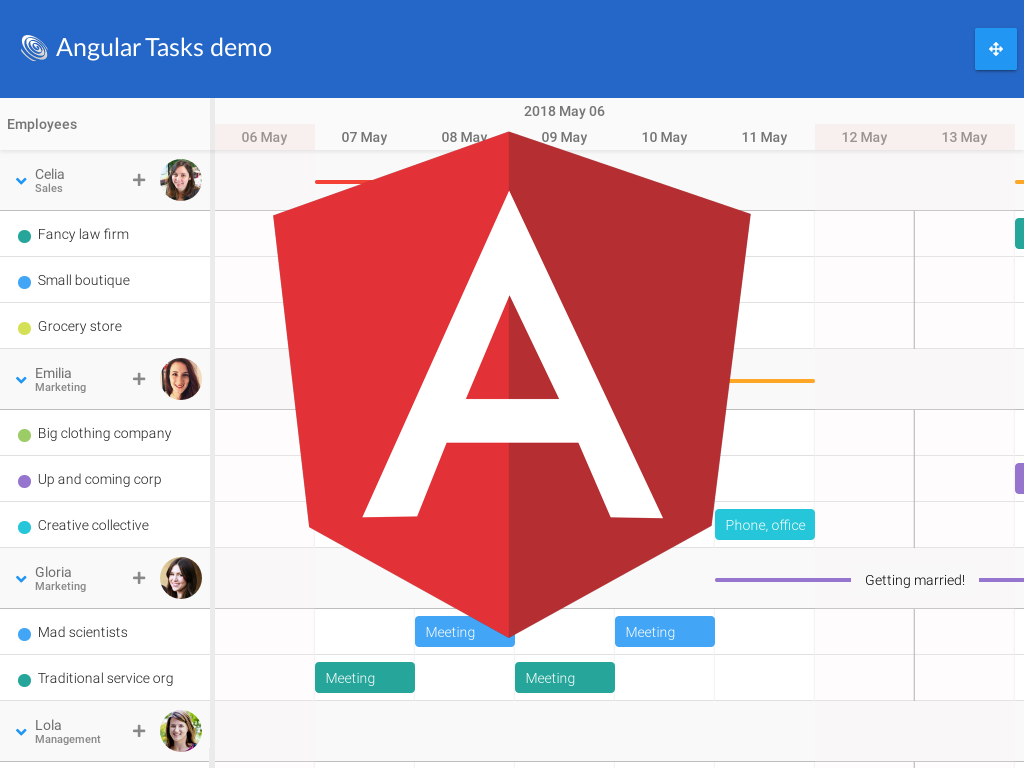 Angular Tasks demo
Employees
2018 May 06
06 May
07 May
08 May
09 May
10 May
11 May
12 May
13 May
Celia
Sales
Fancy law firm
Small boutique
Grocery store
Emilia
Marketing
Big clothing company
Up and coming corp
Creative collective
Phone, office
Gloria
Marketing
Getting married!
Mad scientists
Meeting
Meeting
Traditional service org
Meeting
Meeting
Lola
Management
A